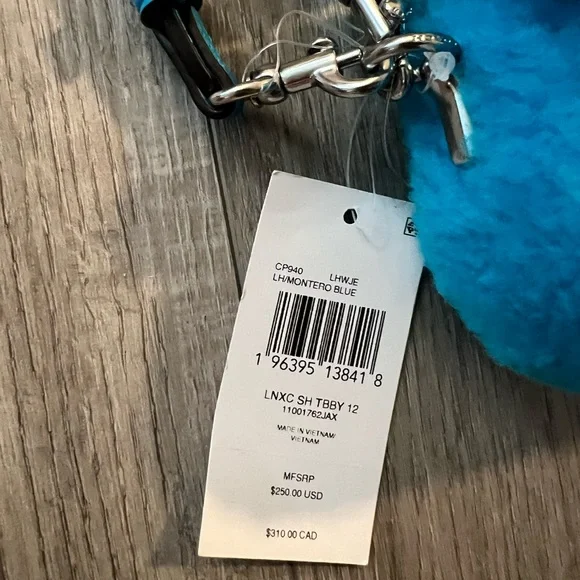 CP940 LHWJE
LH/MONTERO BLUE
1 96395 13841 8
LNXC SH TBBY 12
11001762JAX
MADE IN VIETNAM/
VIETNAM
MFSRP
$250.00 USD
$310.00 CAD